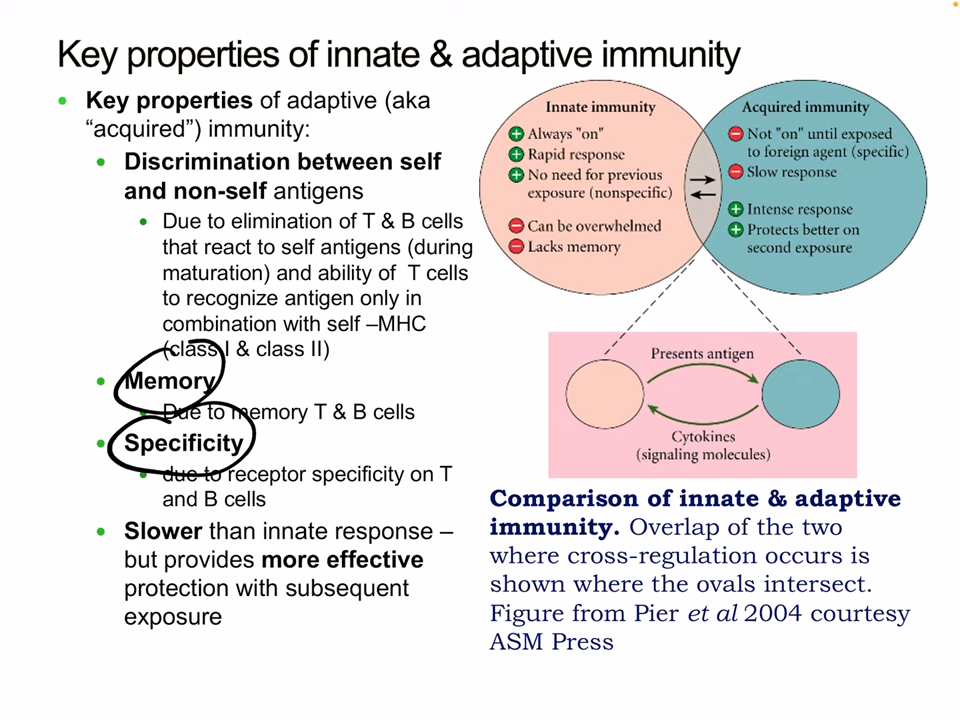 Key properties of innate & adaptive immunity
• Key properties of adaptive (aka
“acquired”) immunity:
• Discrimination between self
and non-self antigens
• Due to elimination of T & B cells
that react to self antigens (during
maturation) and ability of T cells
to recognize antigen only in
combination with self –MHC
(class I & class II)
• Memory
• Due to memory T & B cells
• Specificity
• due to receptor specificity on T
and B cells
• Slower than innate response –
but provides more effective
protection with subsequent
exposure
Innate immunity
+ Always "on"
+ Rapid response
+ No need for previous
exposure (nonspecific)
− Can be overwhelmed
− Lacks memory
Acquired immunity
− Not "on" until exposed
to foreign agent (specific)
− Slow response
+ Intense response
+ Protects better on
second exposure
Presents antigen
Cytokines
(signaling molecules)
Comparison of innate & adaptive
immunity. Overlap of the two
where cross-regulation occurs is
shown where the ovals intersect.
Figure from Pier et al 2004 courtesy
ASM Press